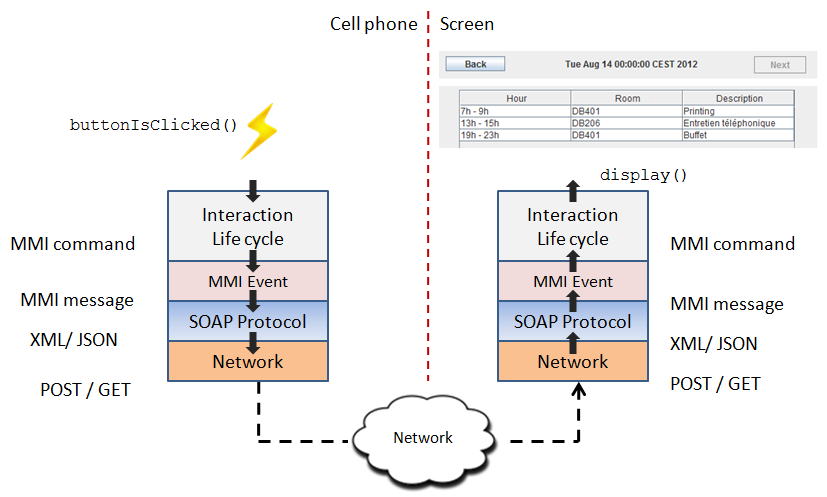 Cell phone
Screen
Back
Tue Aug 14 00:00:00 CEST 2012
Next
Hour Room Description
7h - 9h DB401 Printing
13h - 15h DB206 Entretien téléphonique
19h - 23h DB401 Buffet
buttonIsClicked()
display()
Interaction
Life cycle
MMI Event
SOAP Protocol
Network
MMI command
MMI message
XML/ JSON
POST / GET
Interaction
Life cycle
MMI Event
SOAP Protocol
Network
MMI command
MMI message
XML/ JSON
POST / GET
Network